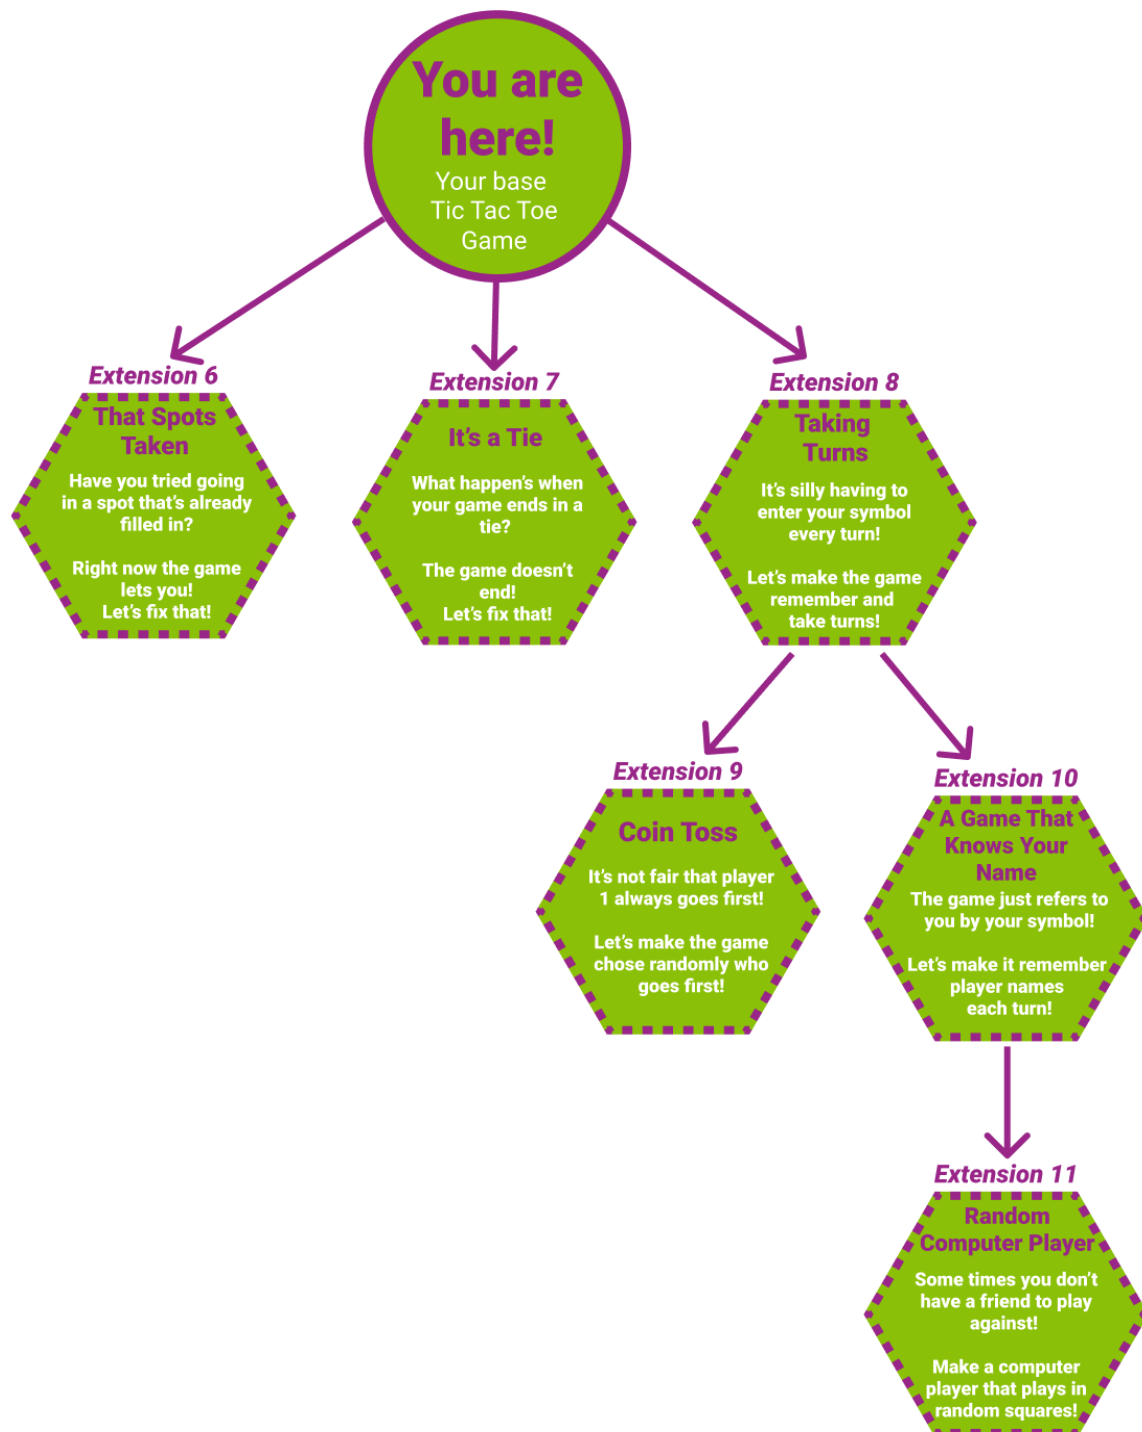 You are
here!
Your base
Tic Tac Toe
Game
Extension 6
That Spots
Taken
Have you tried going
in a spot that's already
filled in?
Right now the game
lets you!
Let's fix that!
Extension 7
It's a Tie
What happen's when
your game ends in a
tie?
The game doesn't
end!
Let's fix that!
Extension 8
Taking
Turns
It's silly having to
enter your symbol
every turn!
Let's make the game
remember and
take turns!
Extension 9
Coin Toss
It's not fair that player
1 always goes first!
Let's make the game
chose randomly who
goes first!
Extension 10
A Game That
Knows Your
Name
The game just refers to
you by your symbol!
Let's make it remember
player names
each turn!
Extension 11
Random
Computer Player
Some times you don't
have a friend to play
against!
Make a computer
player that plays in
random squares!